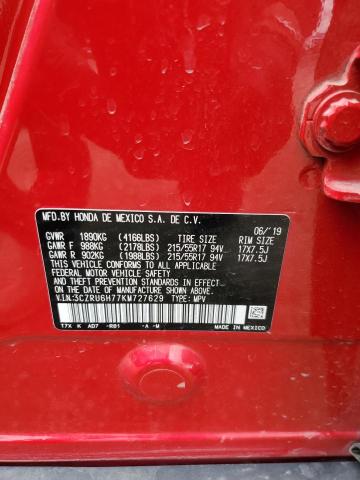 MFD.BY HONDA DE MEXICO S.A. DE C.V.
06/'19
GVWR 1890KG (4166LBS) TIRE SIZE RIM SIZE
GAWR F 988KG (2178LBS) 215/55R17 94V 17X7.5J
GAWR R 902KG (1988LBS) 215/55R17 94V 17X7.5J
THIS VEHICLE CONFORMS TO ALL APPLICABLE
FEDERAL MOTOR VEHICLE SAFETY AND
THEFT PREVENTION STANDARDS IN EFFECT
ON THE DATE OF MANUFACTURE SHOWN ABOVE.
V.I.N:3CZRU6H77KM727629 TYPE: MPV
T7X K AD7 -R81 -A -M
MADE IN MEXICO